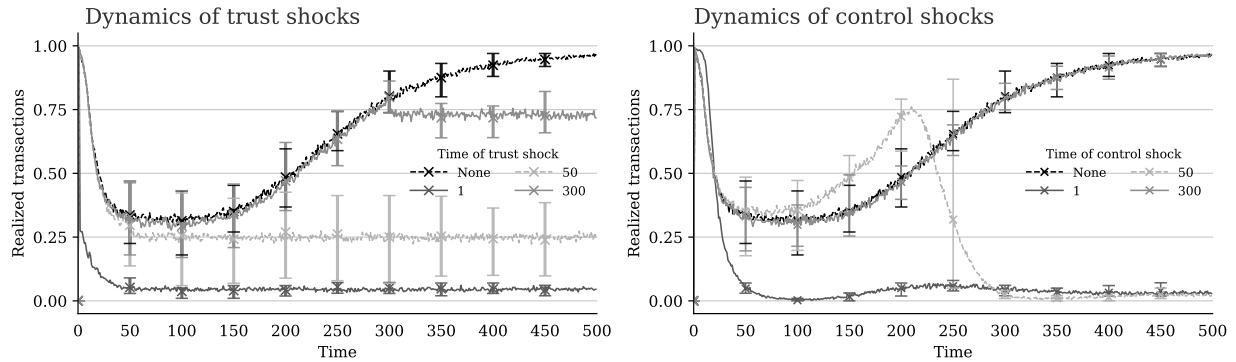 Dynamics of trust shocks
Realized transactions
1.00
0.75
0.50
0.25
0.00
Time of trust shock
None
50
1
300
0 50 100 150 200 250 300 350 400 450 500
Time
Dynamics of control shocks
Realized transactions
1.00
0.75
0.50
0.25
0.00
Time of control shock
None
50
1
300
0 50 100 150 200 250 300 350 400 450 500
Time